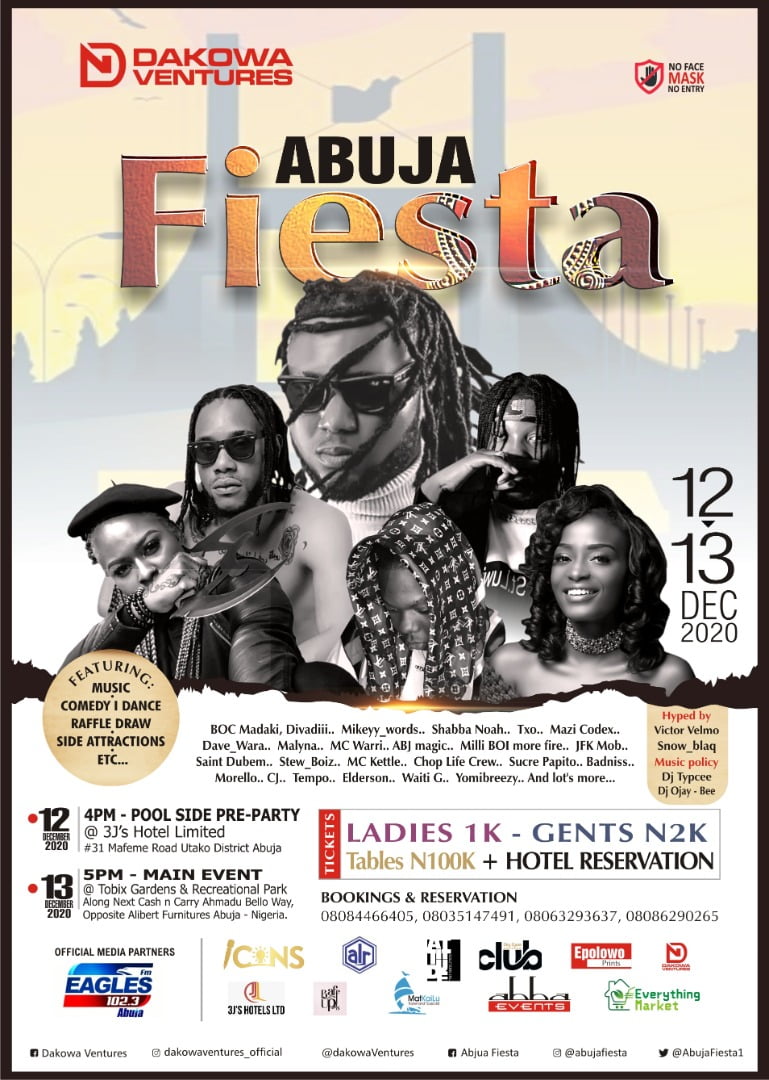 DAKOWA
VENTURES
NO FACE
MASK
NO ENTRY
ABUJA
Fiesta
12
13
DEC
2020
FEATURING:
MUSIC
COMEDY I DANCE
RAFFLE DRAW
SIDE ATTRACTIONS
ETC...
BOC Madaki, Divadiii.. Mikeyy_words.. Shabba Noah.. Txo.. Mazi Codex..
Dave_Wara.. Malyna.. MC Warri.. ABJ magic.. Milli BOI more fire.. JFK Mob..
Saint Dubem.. Stew_Boiz.. MC Kettle.. Chop Life Crew.. Sucre Papito.. Badniss..
Morello.. CJ.. Tempo.. Elderson.. Waiti G.. Yomibreezy.. And lot's more...
Hyped by
Victor Velmo
Snow_blaq
Music policy
Dj Typcee
Dj Ojay - Bee
12
DECEMBER
2020
4PM - POOL SIDE PRE-PARTY
@ 3J's Hotel Limited
#31 Mafeme Road Utako District Abuja
13
DECEMBER
2020
5PM - MAIN EVENT
@ Tobix Gardens & Recreational Park
Along Next Cash n Carry Ahmadu Bello Way,
Opposite Alibert Furnitures Abuja - Nigeria.
TICKETS
LADIES 1K - GENTS N2K
Tables N100K + HOTEL RESERVATION
BOOKINGS & RESERVATION
08084466405, 08035147491, 08063293637, 08086290265
OFFICIAL MEDIA PARTNERS
EAGLES
Fm
102.3
Abuja
ICONS
alr
club
Epolowo
Prints
DAKOWA
VENTURES
3J'S HOTELS LTD
MatKaiLu
abba
EVENTS
Everything
Market
Dakowa Ventures
dakowaventures_official
@dakowaVentures
Abjua Fiesta
@abujafiesta
@AbujaFiesta1